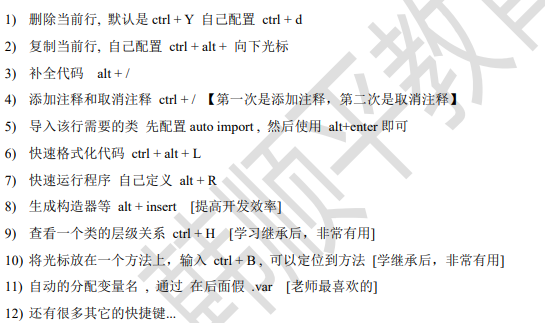 1) 删除当前行, 默认是 ctrl + Y 自己配置 ctrl + d
2) 复制当前行, 自己配置 ctrl + alt + 向下光标
3) 补全代码 alt + /
4) 添加注释和取消注释 ctrl + / 【第一次是添加注释，第二次是取消注释】
5) 导入该行需要的类 先配置 auto import , 然后使用 alt+enter 即可
6) 快速格式化代码 ctrl + alt + L
7) 快速运行程序 自己定义 alt + R
8) 生成构造器等 alt + insert [提高开发效率]
9) 查看一个类的层级关系 ctrl + H [学习继承后，非常有用]
10) 将光标放在一个方法上，输入 ctrl + B , 可以定位到方法 [学继承后，非常有用]
11) 自动的分配变量名 , 通过 在后面假 .var [老师最喜欢的]
12) 还有很多其它的快捷键...
韩顺平教育